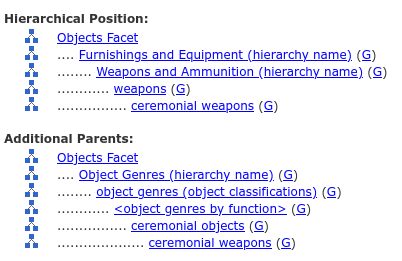 Hierarchical Position:
Objects Facet
.... Furnishings and Equipment (hierarchy name) (G)
........ Weapons and Ammunition (hierarchy name) (G)
............ weapons (G)
................ ceremonial weapons (G)
Additional Parents:
Objects Facet
.... Object Genres (hierarchy name) (G)
........ object genres (object classifications) (G)
............ <object genres by function> (G)
................ ceremonial objects (G)
.................... ceremonial weapons (G)